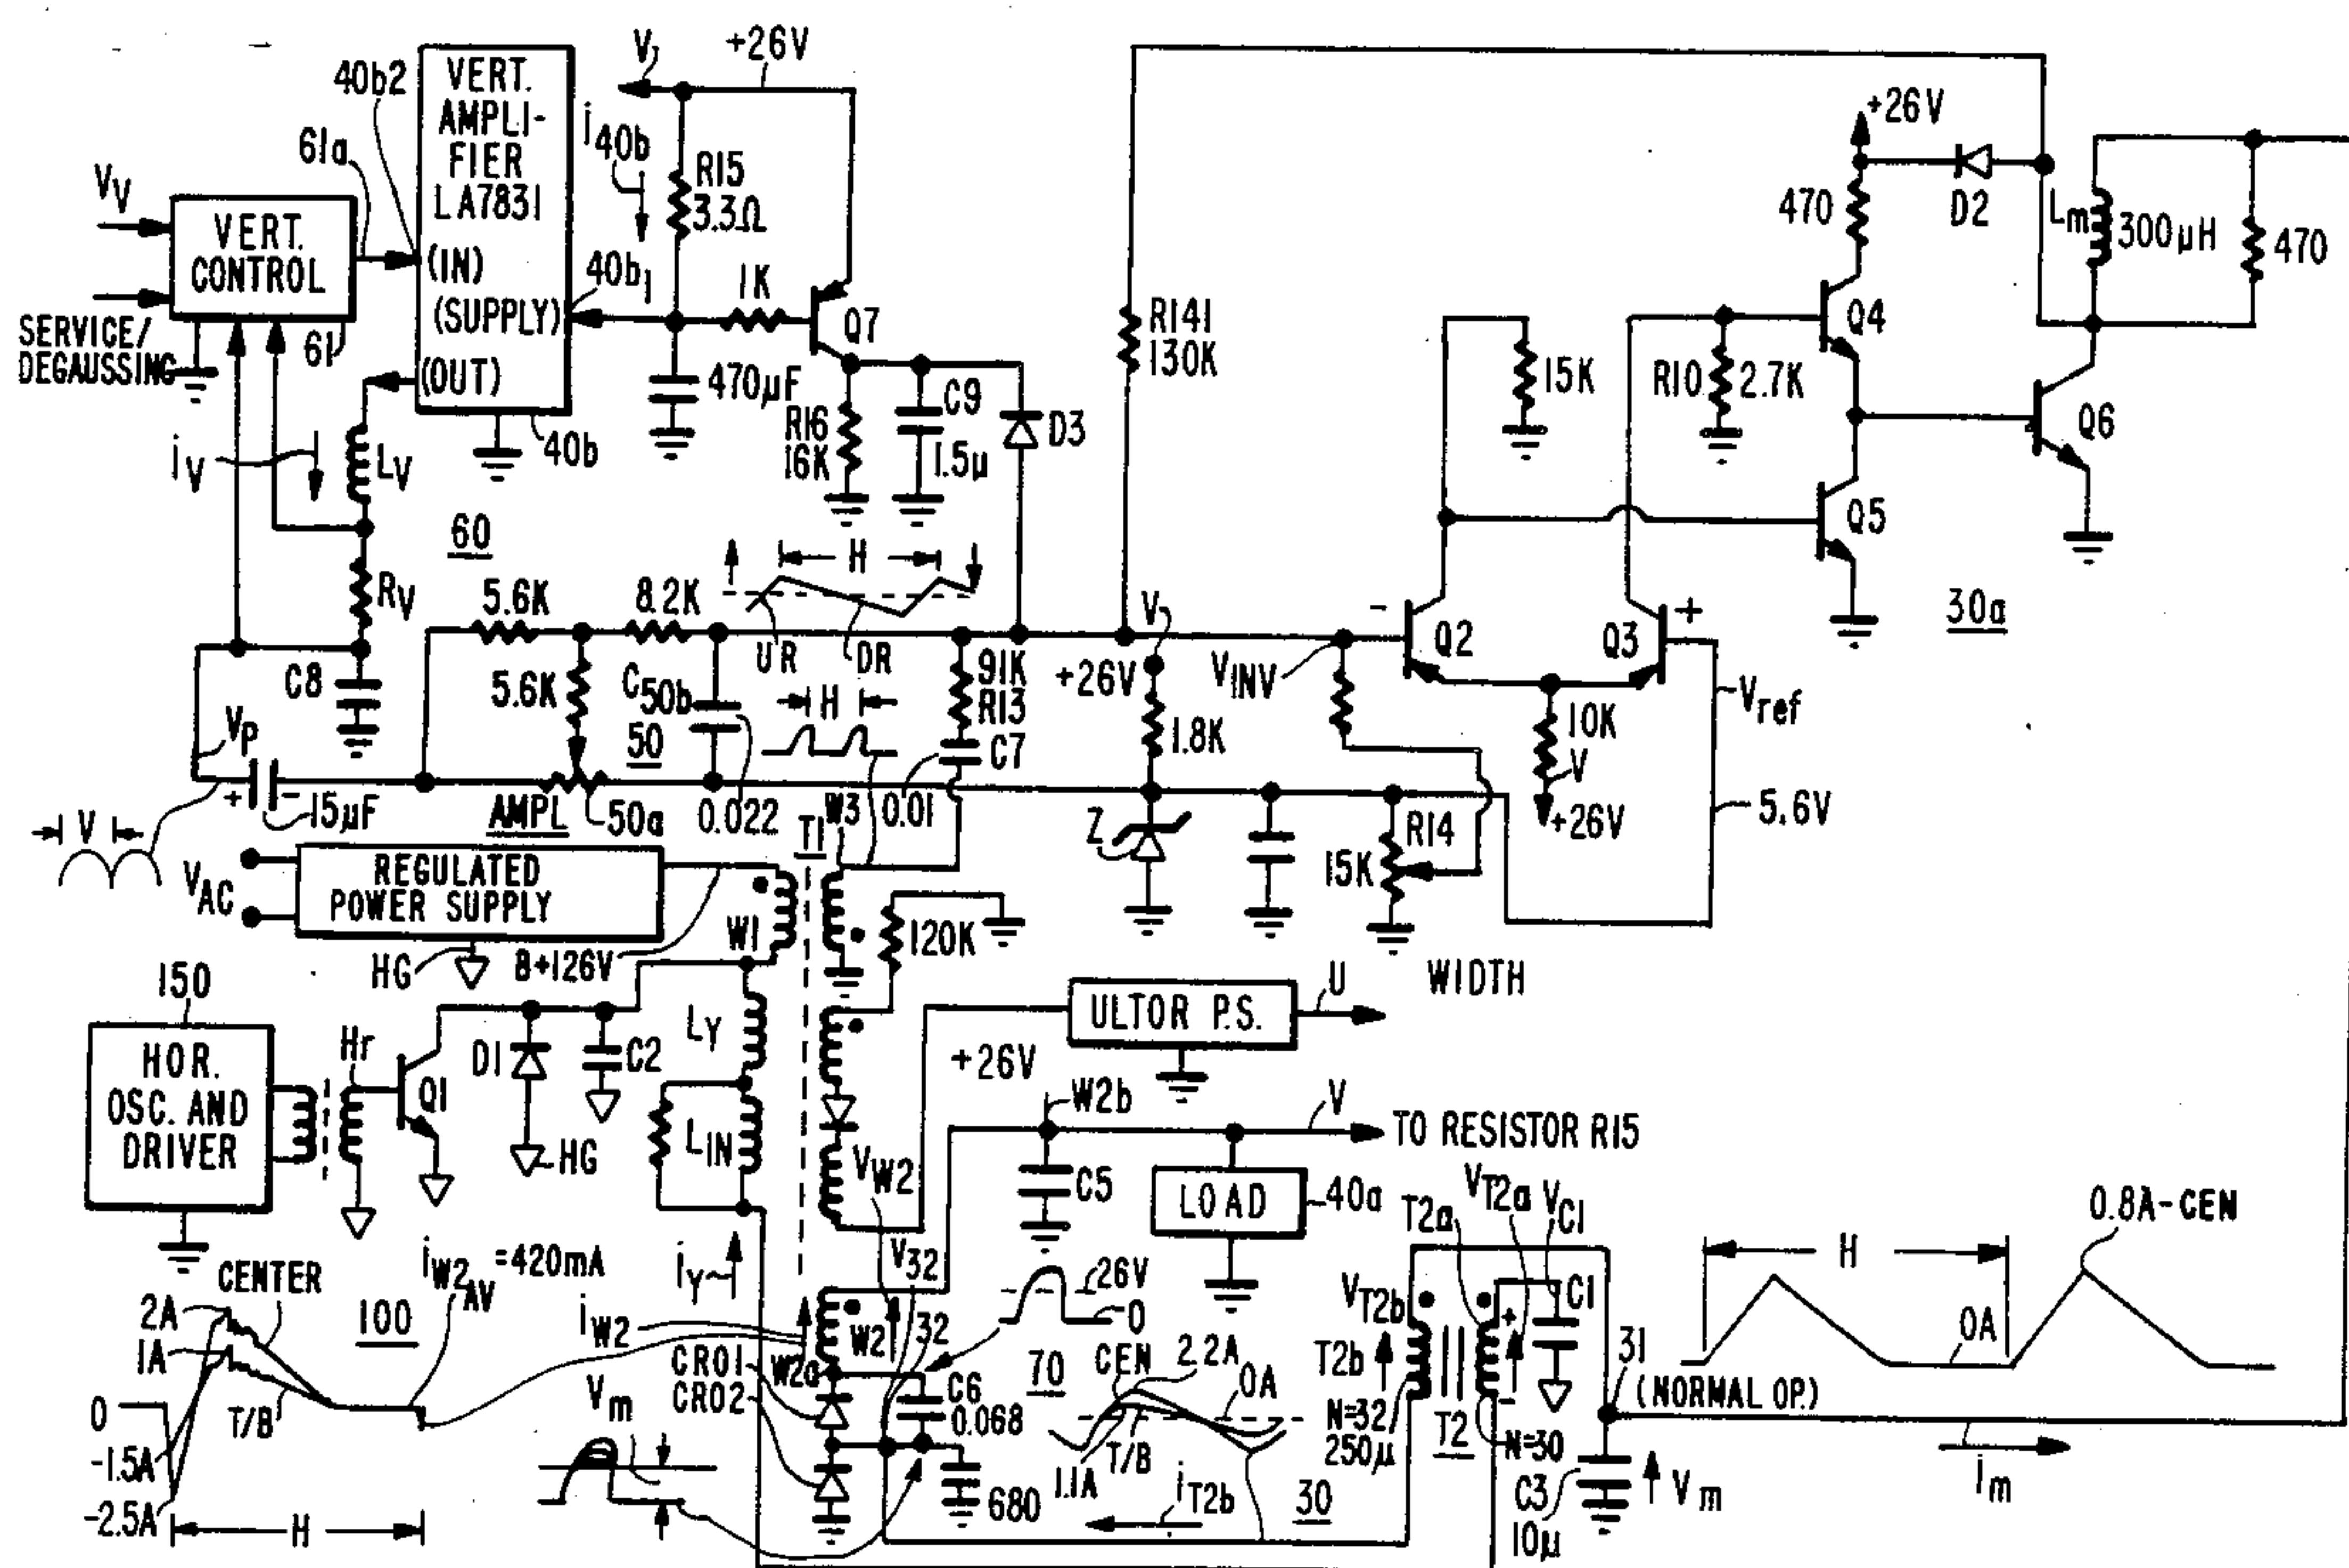 VERT.
AMPLI-
FIER
LA7831
(IN)
(SUPPLY)
(OUT)
40b2
61a
VV
VERT.
CONTROL
SERVICE/
DEGAUSSING
61
40b1
40b
V
+26V
i40b
R15
3.3Ω
1K
Q7
470µF
R16
16K
C9
1.5µ
D3
iV
LV
60
RV
C8
VP
5.6K
8.2K
5.6K
C50b
50
H
UR
DR
H
91K
R13
C7
0.01
W3
0.022
50a
AMPL
15µF
+
-
V
R141
130K
+26V
470
D2
Lm
300µH
470
Q4
R10
2.7K
15K
Q6
Q5
30a
-
Q2
Q3
+
VINV
Vref
10K
V
+26V
5.6V
V
+26V
1.8K
Z
R14
15K
WIDTH
VAC
REGULATED
POWER SUPPLY
HG
B+126V
W1
T1
120K
150
HOR.
OSC. AND
DRIVER
Hr
Q1
D1
C2
HG
LY
LIN
iY
ULTOR P.S.
U
+26V
W2b
V
TO RESISTOR R15
C5
LOAD
40a
VW2
V32
32
W2
W2a
iW2
iW2AV =420mA
CENTER
2A
1A
0
-1.5A
-2.5A
T/B
100
H
CR01
CR02
Vm
C6
0.068
680
26V
0
70
CEN
2.2A
0A
T/B
1.1A
iT2b
30
VT2b
T2b
N=32
250µ
T2
T2a
VT2a
VC1
C1
+
-
N=30
31
(NORMAL OP.)
C3
10µ
Vm
im
H
0A
0.8A-CEN